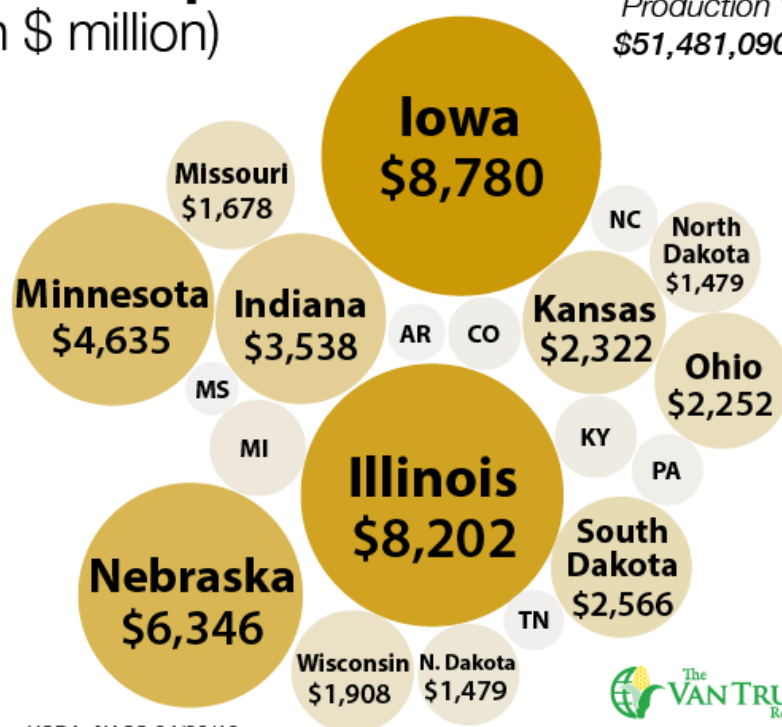 n $ million)
Production
$51,481,090
Iowa
$8,780
Missouri
$1,678
NC
North
Dakota
$1,479
Minnesota
$4,635
Indiana
$3,538
AR
CO
Kansas
$2,322
Ohio
$2,252
MS
MI
KY
PA
Illinois
$8,202
Nebraska
$6,346
South
Dakota
$2,566
TN
Wisconsin
$1,908
N. Dakota
$1,479
The
VAN TRU